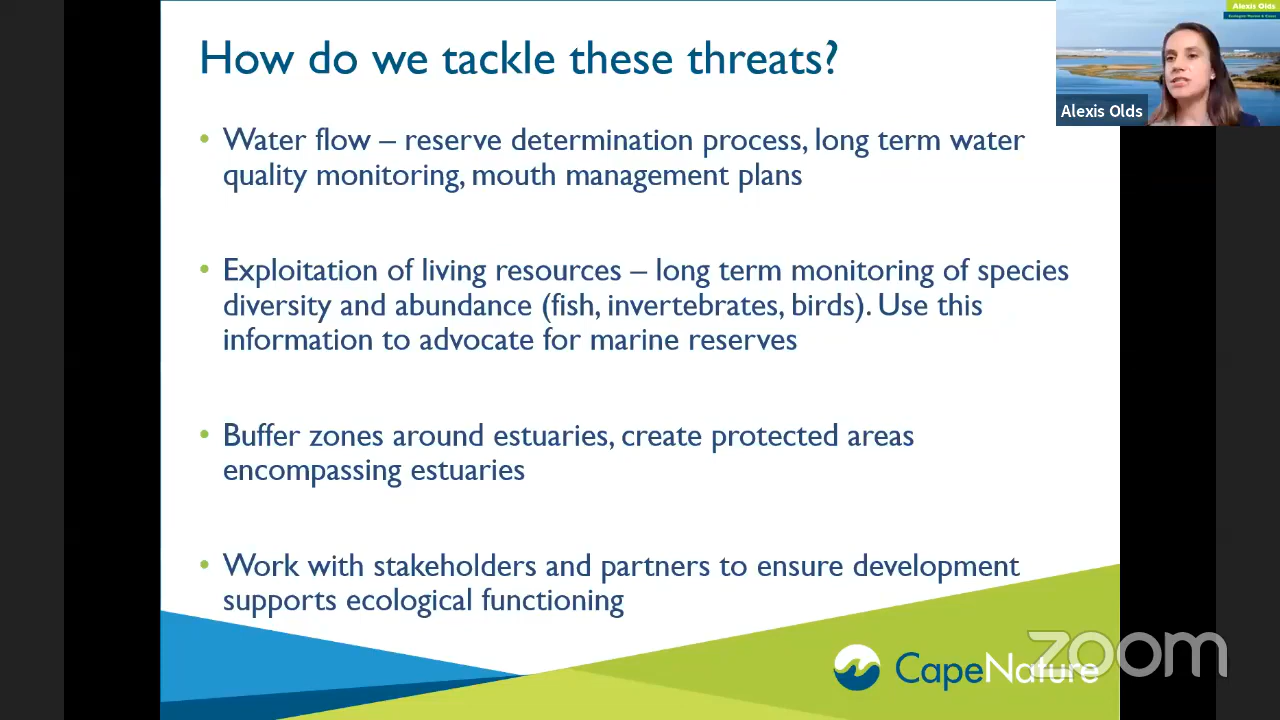 How do we tackle these threats?
• Water flow – reserve determination process, long term water
quality monitoring, mouth management plans
• Exploitation of living resources – long term monitoring of species
diversity and abundance (fish, invertebrates, birds). Use this
information to advocate for marine reserves
• Buffer zones around estuaries, create protected areas
encompassing estuaries
• Work with stakeholders and partners to ensure development
supports ecological functioning
CapeNature
zoom
Alexis Olds
Alexis Olds